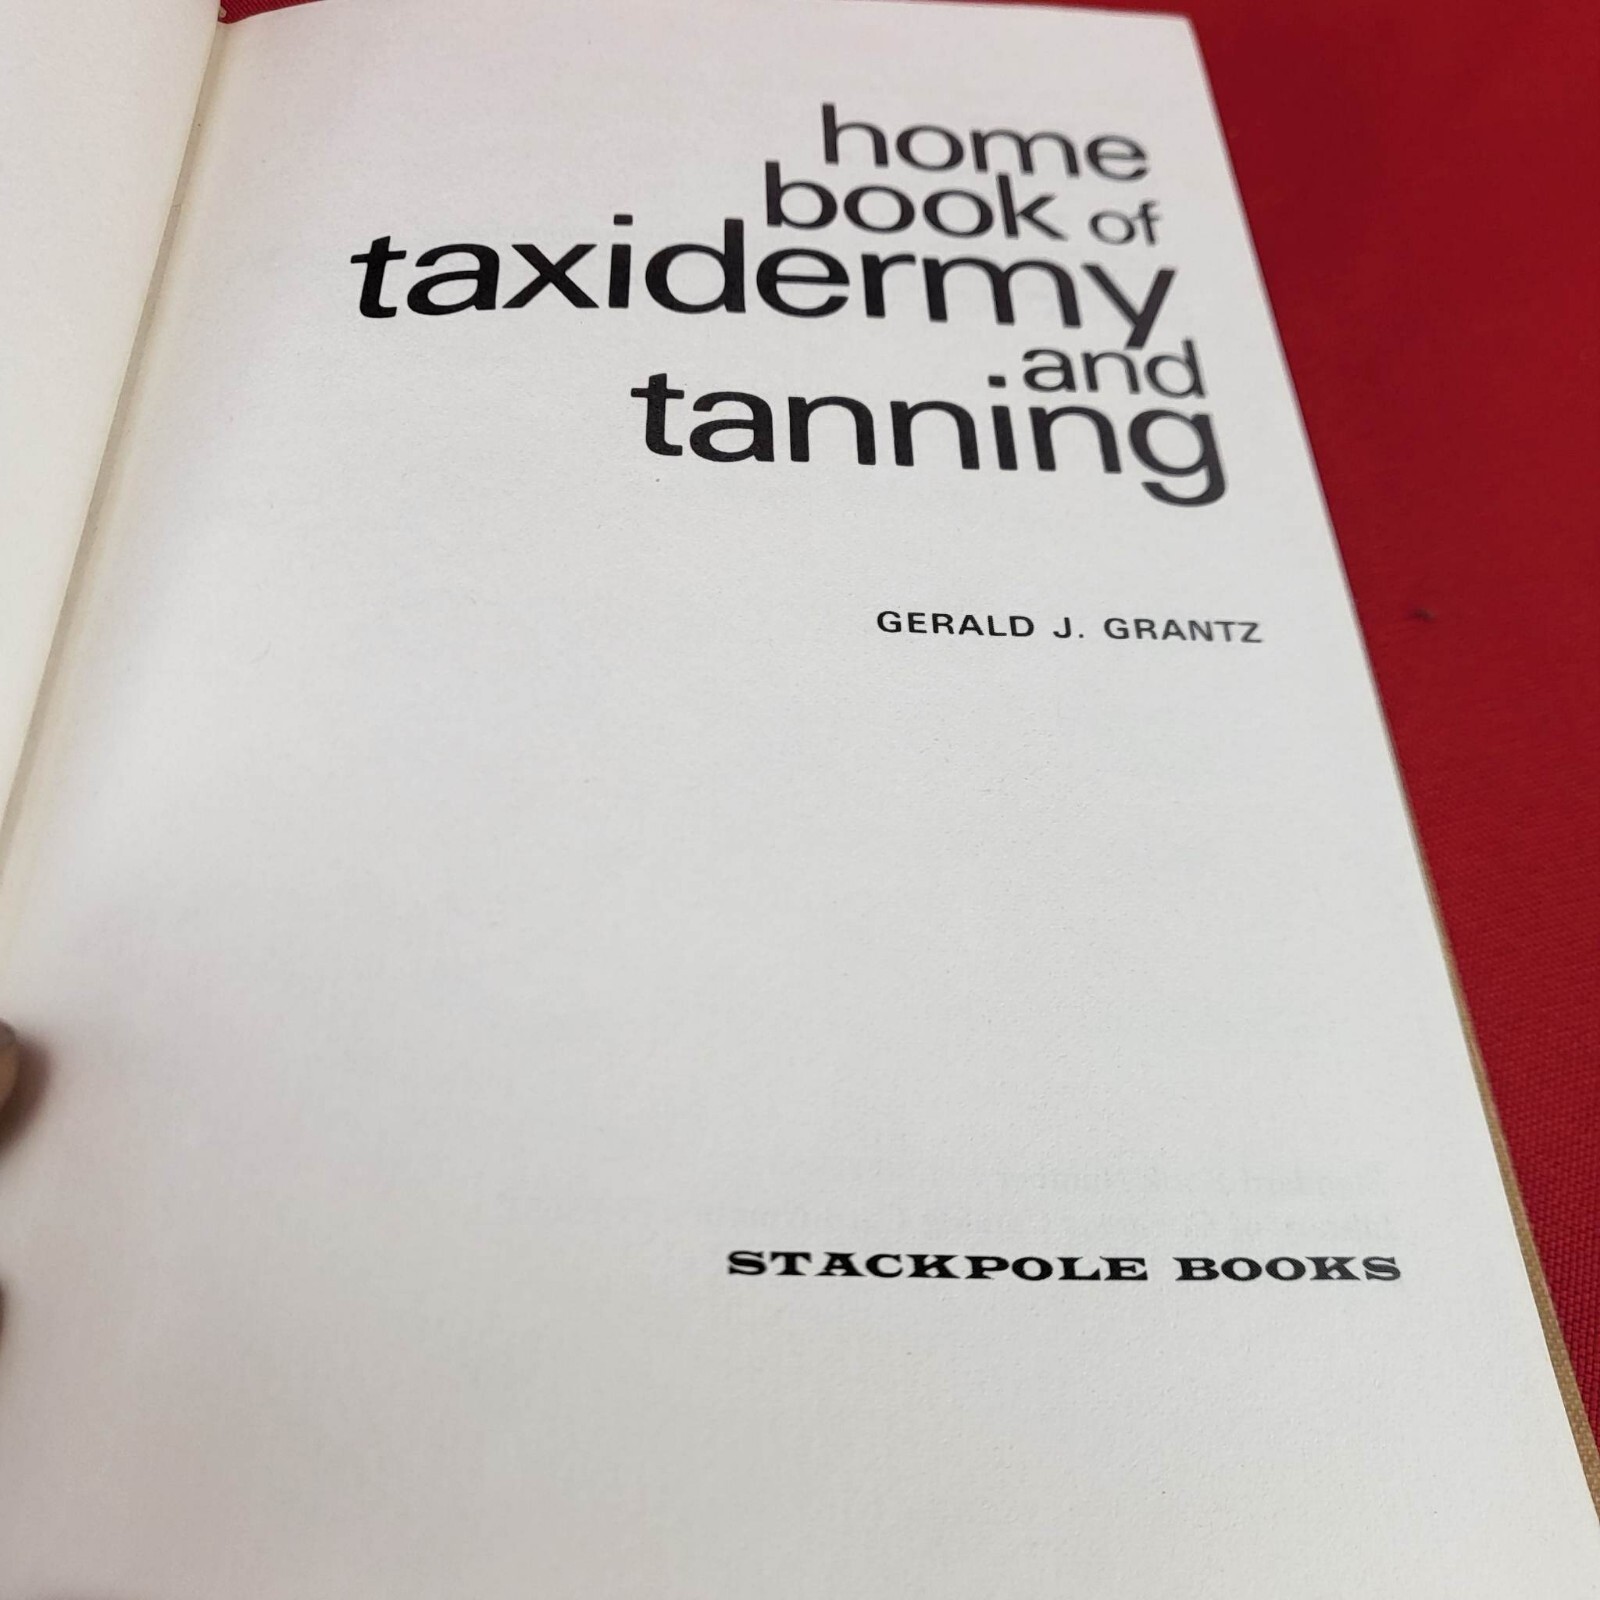 home
book of
taxidermy
and
tanning
GERALD J. GRANTZ
STACKPOLE BOOKS